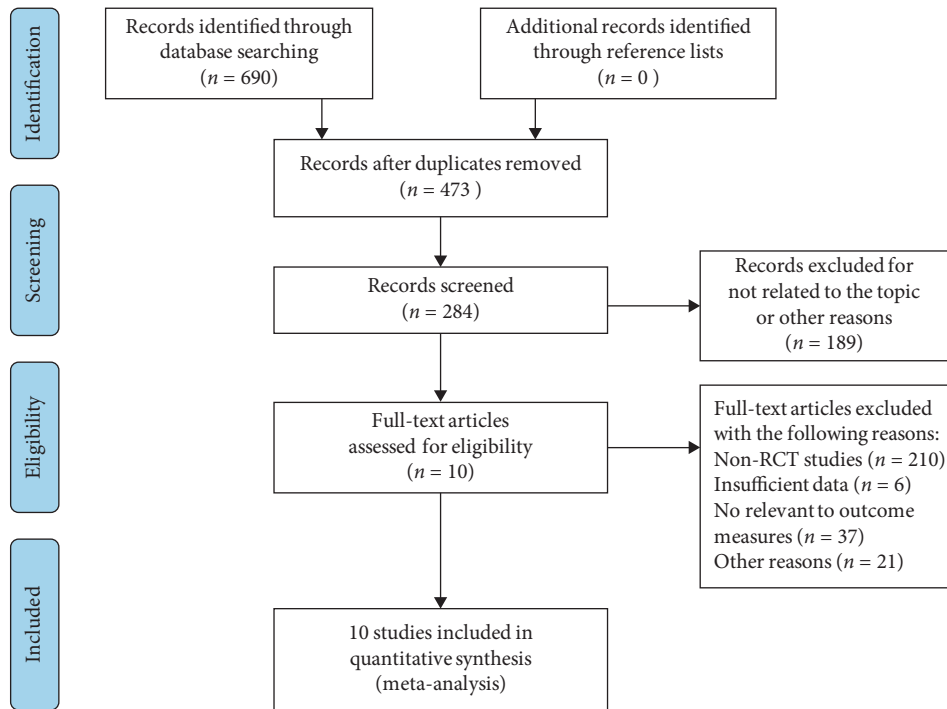 Identification
Records identified through
database searching
(n = 690)
Additional records identified
through reference lists
(n = 0 )
Records after duplicates removed
(n = 473 )
Screening
Records screened
(n = 284)
Records excluded for
not related to the topic
or other reasons
(n = 189)
Eligibility
Full-text articles
assessed for eligibility
(n = 10)
Full-text articles excluded
with the following reasons:
Non-RCT studies (n = 210)
Insufficient data (n = 6)
No relevant to outcome
measures (n = 37)
Other reasons (n = 21)
Included
10 studies included in
quantitative synthesis
(meta-analysis)